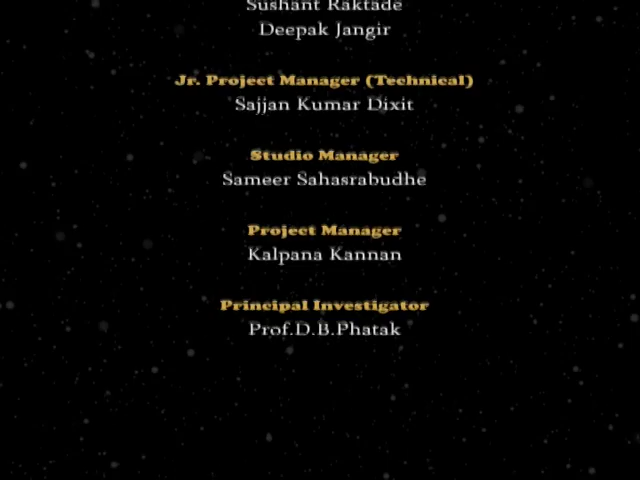 Sushant Raktade
Deepak Jangir
Jr. Project Manager (Technical)
Sajjan Kumar Dixit
Studio Manager
Sameer Sahasrabudhe
Project Manager
Kalpana Kannan
Principal Investigator
Prof.D.B.Phatak